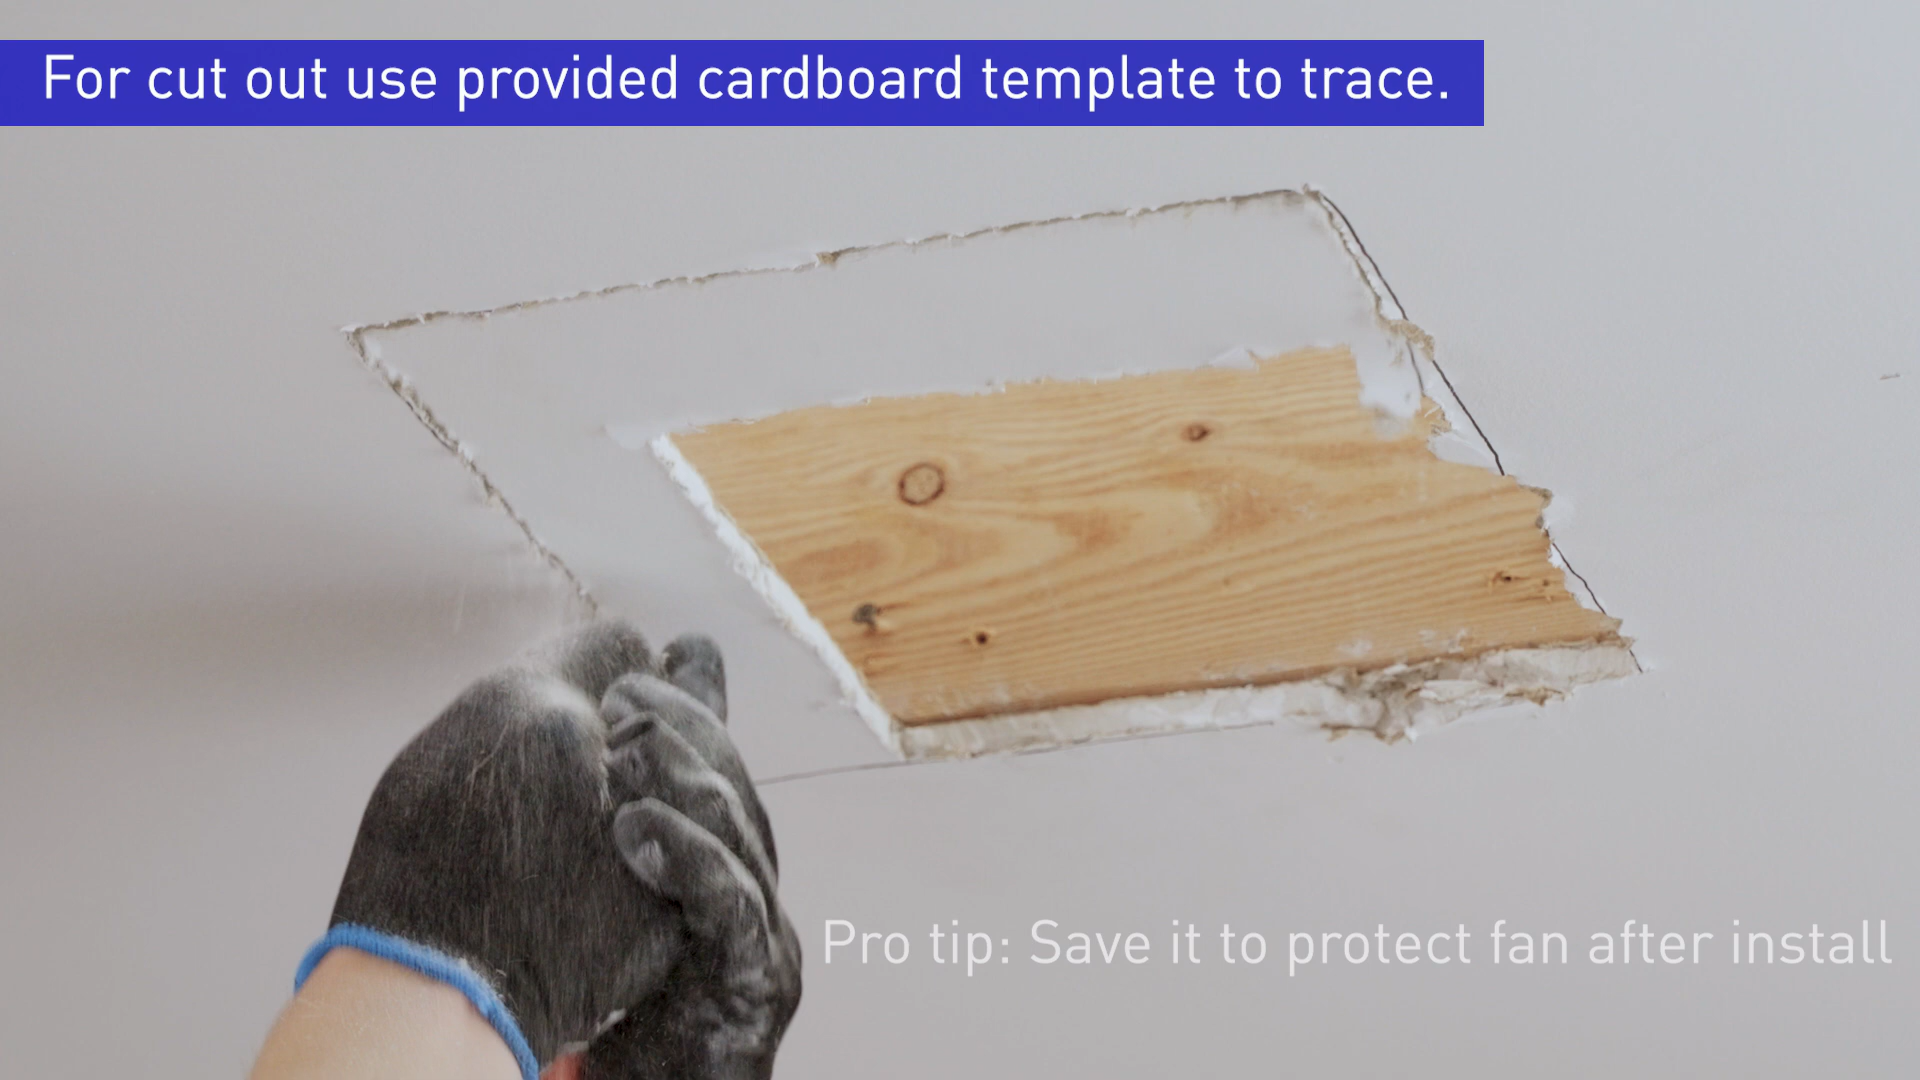 For cut out use provided cardboard template to trace.
Pro tip: Save it to protect fan after install